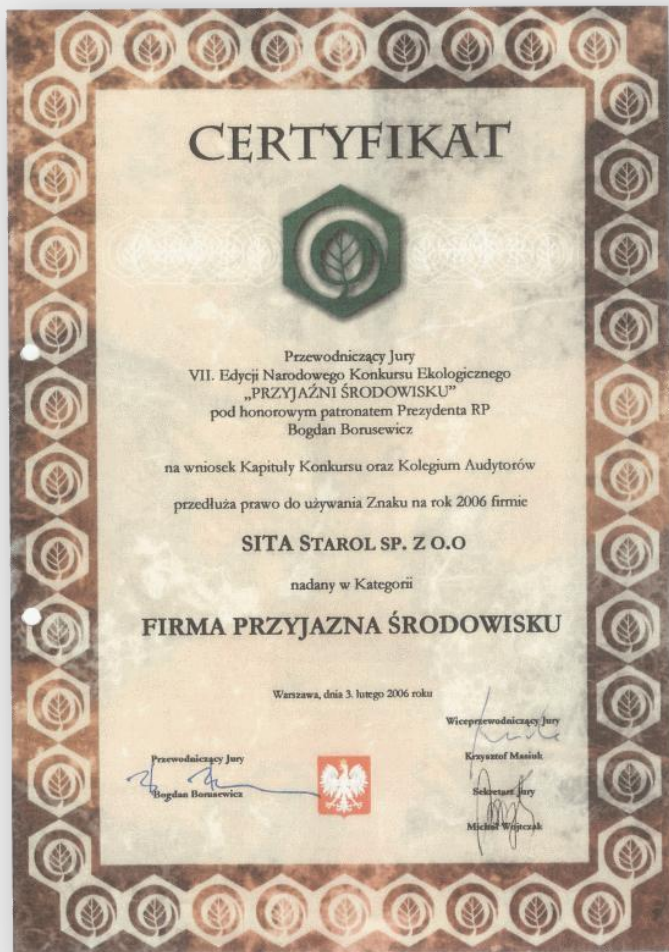 CERTYFIKAT
Przewodniczący Jury
VII. Edycji Narodowego Konkursu Ekologicznego
„PRZYJAŹNI ŚRODOWISKU”
pod honorowym patronatem Prezydenta RP
Bogdan Borusewicz
na wniosek Kapituły Konkursu oraz Kolegium Audytorów
przedłuża prawo do używania Znaku na rok 2006 firmie
SITA STAROL SP. Z O.O
nadany w Kategorii
FIRMA PRZYJAZNA ŚRODOWISKU
Warszawa, dnia 3. lutego 2006 roku
Wiceprzewodniczący Jury
Krzysztof Masiuk
Przewodniczący Jury
Bogdan Borusewicz
Sekretarz Jury
Michał Wójtczak